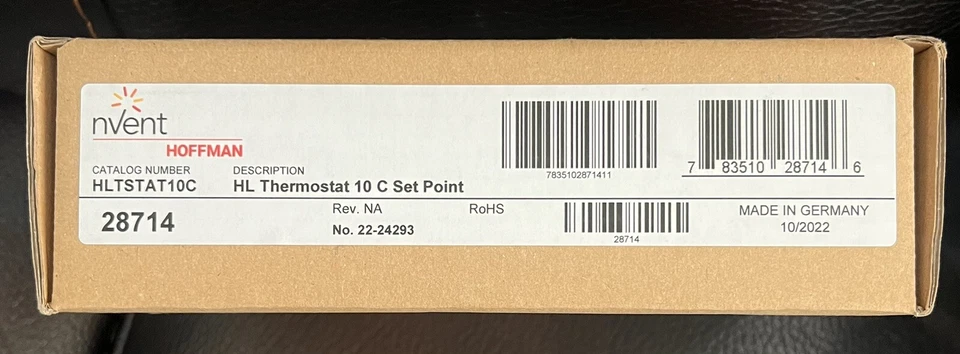 nVent
HOFFMAN
CATALOG NUMBER DESCRIPTION
HLTSTAT10C HL Thermostat 10 C Set Point
7835102871411
7 83510 28714 6
28714
Rev. NA RoHS
No. 22-24293
28714
MADE IN GERMANY
10/2022